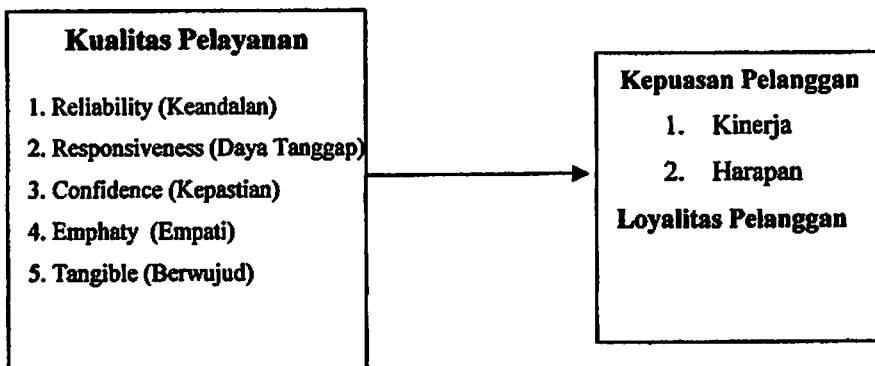 Kualitas Pelayanan
1. Reliability (Keandalan)
2. Responsiveness (Daya Tanggap)
3. Confidence (Kepastian)
4. Emphaty (Empati)
5. Tangible (Berwujud)
Kepuasan Pelanggan
1. Kinerja
2. Harapan
Loyalitas Pelanggan